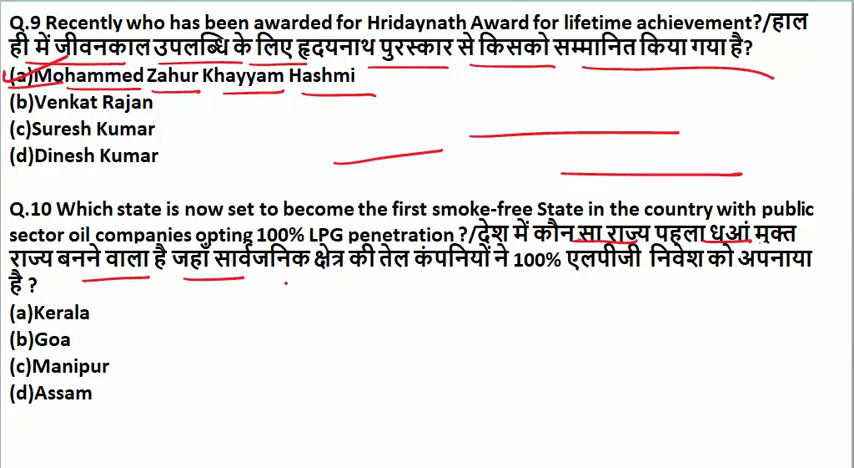 Q.9 Recently who has been awarded for Hridaynath Award for lifetime achievement?/हाल
ही में जीवनकाल उपलब्धि के लिए हृदयनाथ पुरस्कार से किसको सम्मानित किया गया है?
(a)Mohammed Zahur Khayyam Hashmi
(b)Venkat Rajan
(c)Suresh Kumar
(d)Dinesh Kumar
Q.10 Which state is now set to become the first smoke-free State in the country with public
sector oil companies opting 100% LPG penetration ?/देश में कौन सा राज्य पहला धुआं मुक्त
राज्य बनने वाला है जहाँ सार्वजनिक क्षेत्र की तेल कंपनियों ने 100% एलपीजी निवेश को अपनाया
है ?
(a)Kerala
(b)Goa
(c)Manipur
(d)Assam